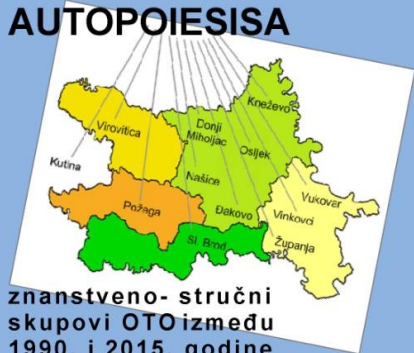 AUTOPOIESISA
Kneževo
Donji
Miholjac
Virovitica
Osijek
Kutina
Našice
Vukovar
Požega
Đakovo
Vinkovci
Sl. Brod
Županja
znanstveno- stručni
skupovi OTO između
1990. i 2015. godine